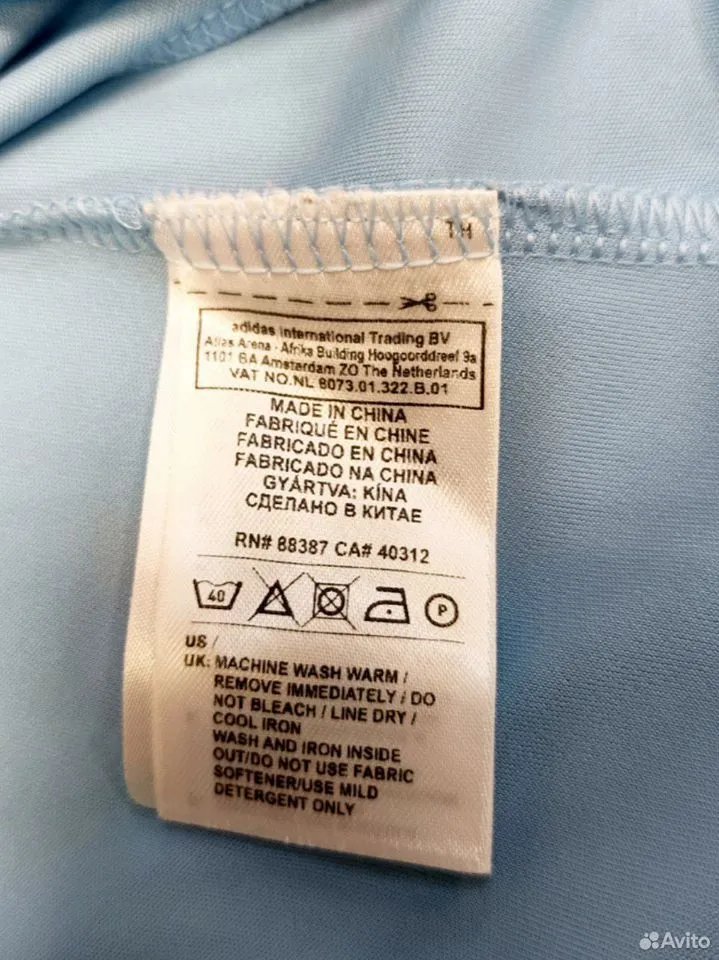 TH
adidas International Trading BV
Atlas Arena - Afrika Building Hoogoorddreef 9a
1101 BA Amsterdam ZO The Netherlands
VAT NO.NL 8073.01.322.B.01
MADE IN CHINA
FABRIQUÉ EN CHINE
FABRICADO EN CHINA
FABRICADO NA CHINA
GYÁRTVA: KÍNA
СДЕЛАНО В КИТАЕ
RN# 88387 CA# 40312
40
P
US /
UK: MACHINE WASH WARM /
REMOVE IMMEDIATELY / DO
NOT BLEACH / LINE DRY /
COOL IRON
WASH AND IRON INSIDE
OUT/DO NOT USE FABRIC
SOFTENER/USE MILD
DETERGENT ONLY
Avito